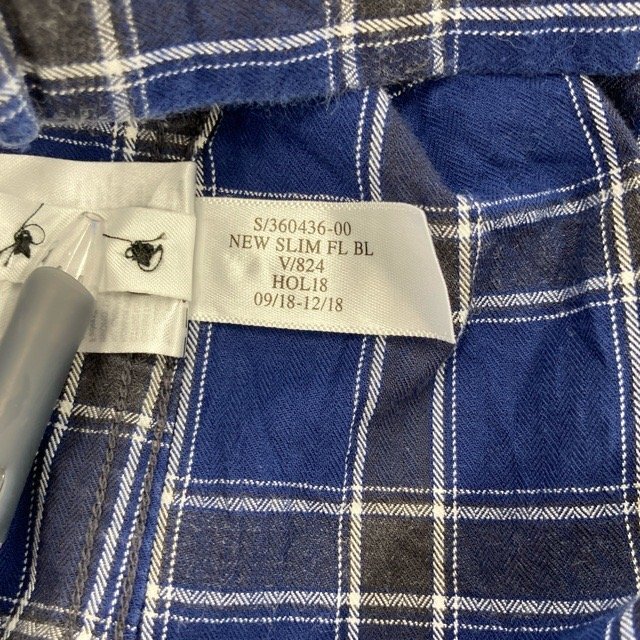 S/360436-00
NEW SLIM FL BL
V/824
HOL18
09/18-12/18